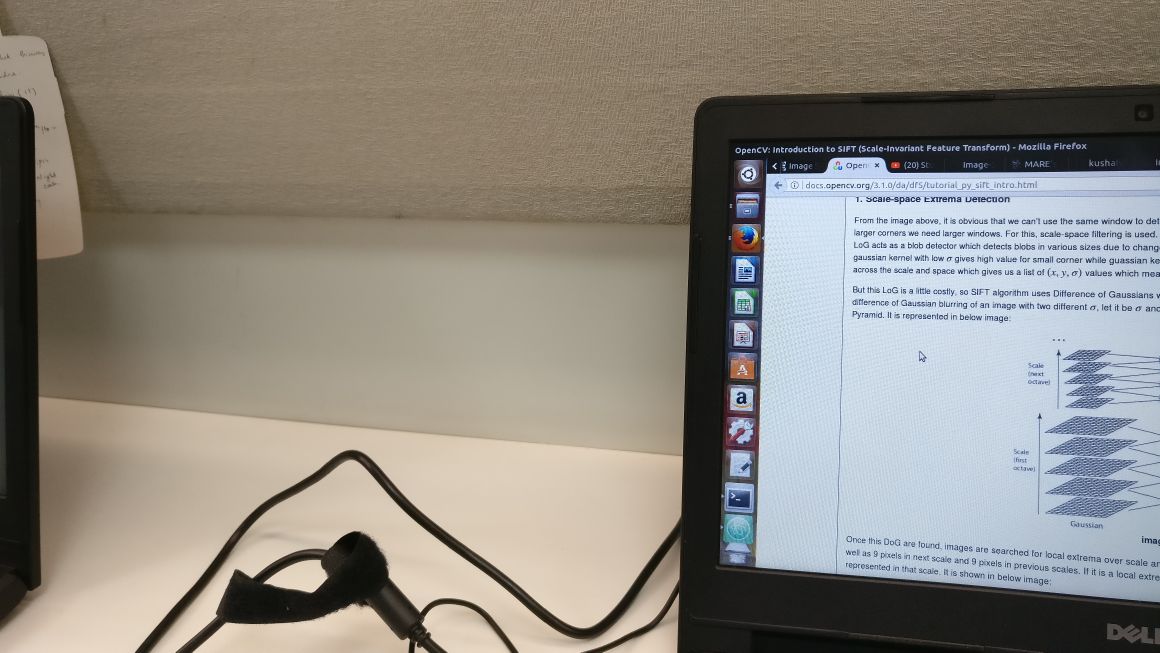 OpenCV: Introduction to SIFT (Scale-Invariant Feature Transform) - Mozilla Firefox
Image Open (20) St Image MARE kusha
docs.opencv.org/3.1.0/da/df5/tutorial_py_sift_intro.html
1. Scale-space Extrema Detection
From the image above, it is obvious that we can't use the same window to det
larger corners we need larger windows. For this, scale-space filtering is used.
LoG acts as a blob detector which detects blobs in various sizes due to chang
gaussian kernel with low σ gives high value for small corner while guassian ke
across the scale and space which gives us a list of (x, y, σ) values which mea
But this LoG is a little costly, so SIFT algorithm uses Difference of Gaussians
difference of Gaussian blurring of an image with two different σ, let it be σ and
Pyramid. It is represented in below image:
...
Scale
(next
octave)
Scale
(first
octave)
Gaussian
imag
Once this DoG are found, images are searched for local extrema over scale an
well as 9 pixels in next scale and 9 pixels in previous scales. If it is a local extre
represented in that scale. It is shown in below image:
DELL